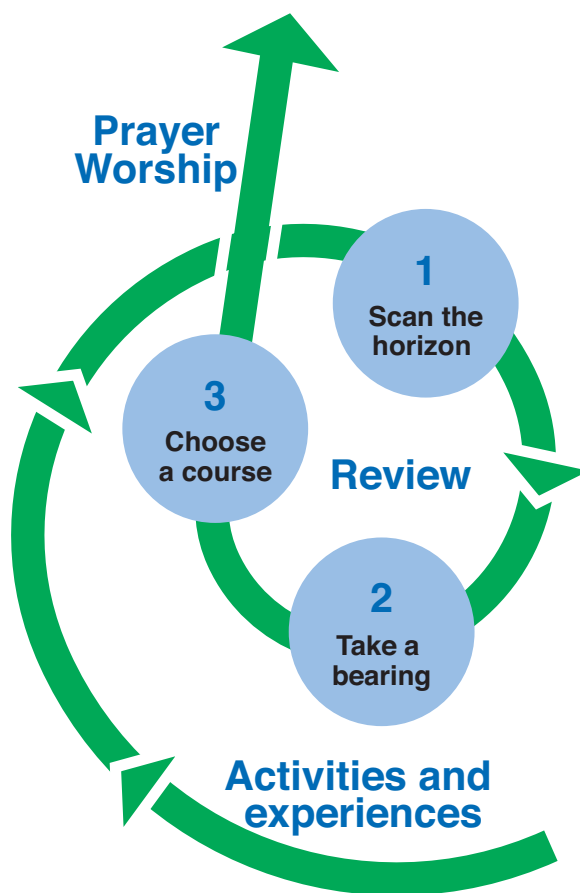 Prayer
Worship
1
Scan the
horizon
3
Choose
a course
Review
2
Take a
bearing
Activities and
experiences